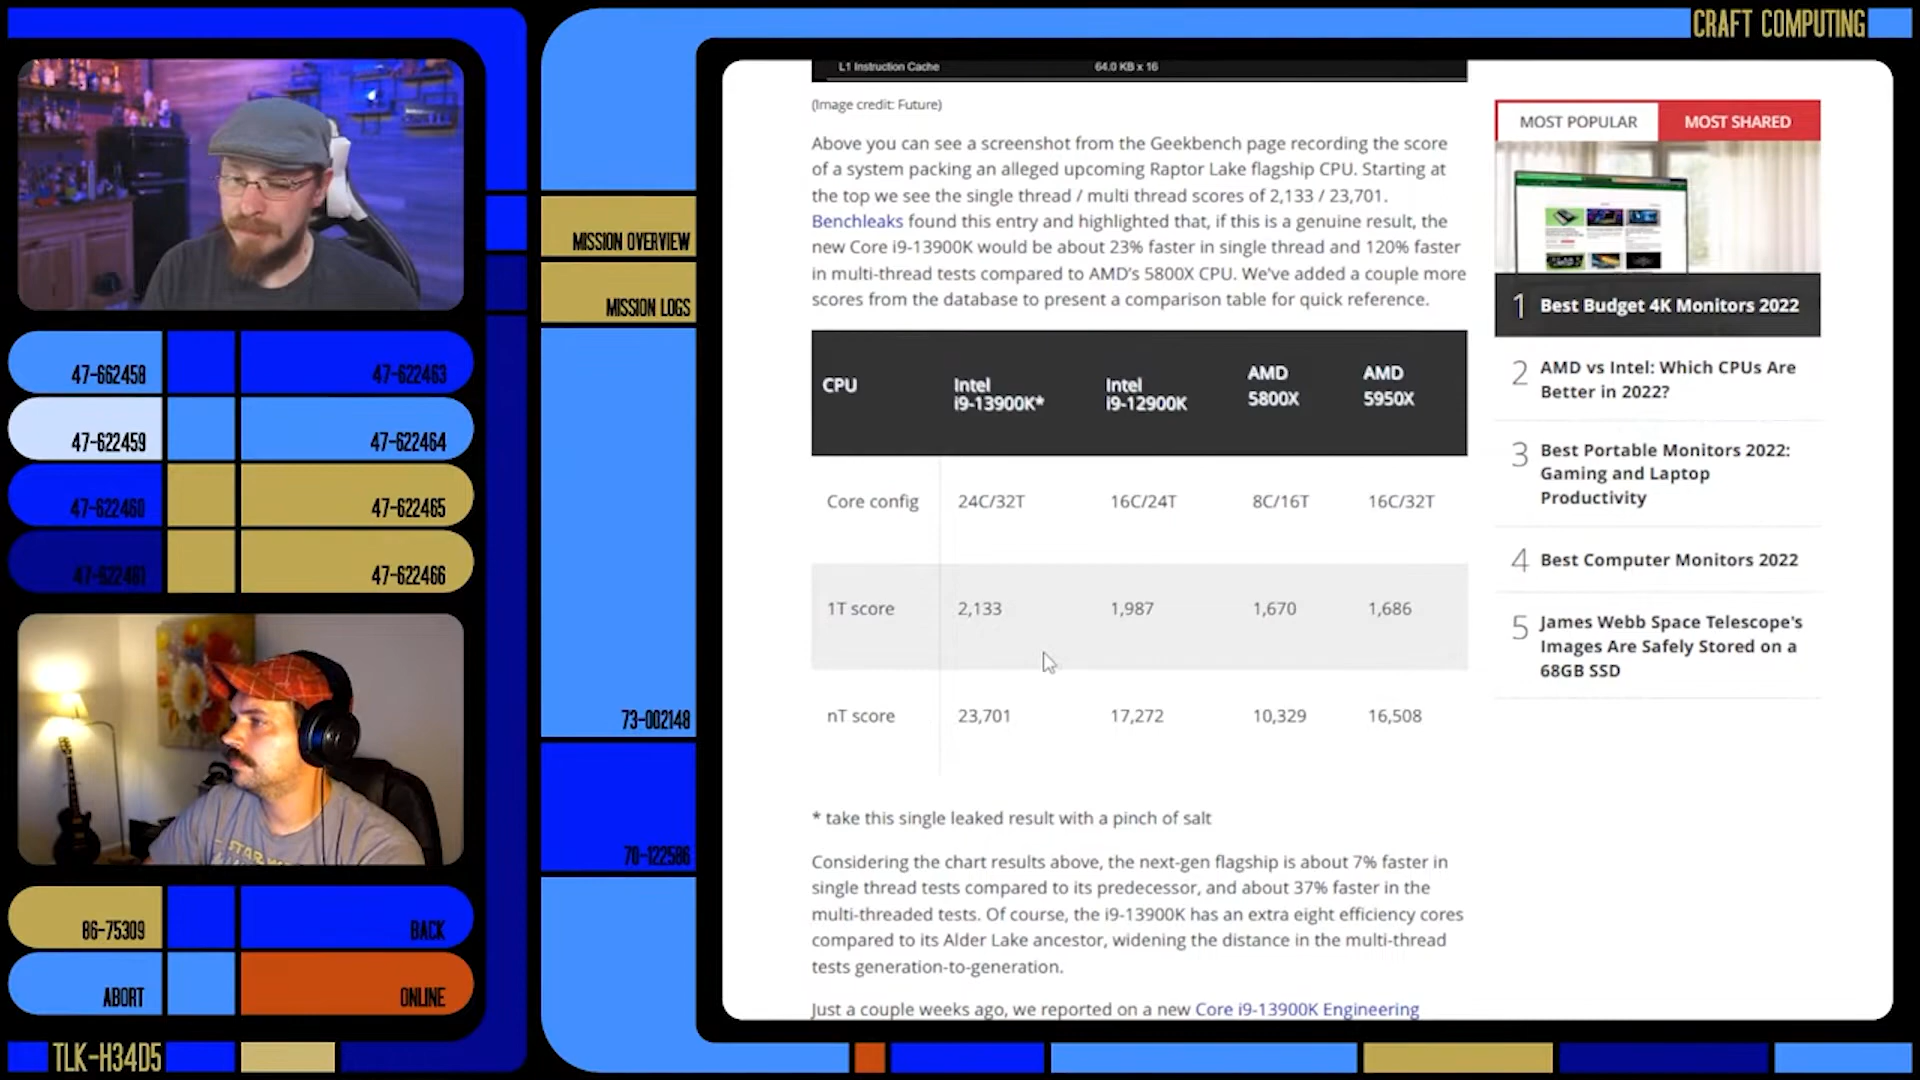 CRAFT COMPUTING
MISSION OVERVIEW
MISSION LOGS
73-002148
70-122586
47-662458
47-622463
47-622459
47-622464
47-622460
47-622465
47-622461
47-622466
86-75309
BACK
ABORT
ONLINE
TLK-H34D5
STAR WA
L1 Instruction Cache 64.0 KB x 16
(Image credit: Future)
Above you can see a screenshot from the Geekbench page recording the score
of a system packing an alleged upcoming Raptor Lake flagship CPU. Starting at
the top we see the single thread / multi thread scores of 2,133 / 23,701.
Benchleaks found this entry and highlighted that, if this is a genuine result, the
new Core i9-13900K would be about 23% faster in single thread and 120% faster
in multi-thread tests compared to AMD's 5800X CPU. We've added a couple more
scores from the database to present a comparison table for quick reference.
CPU Intel i9-13900K* Intel i9-12900K AMD 5800X AMD 5950X
Core config 24C/32T 16C/24T 8C/16T 16C/32T
1T score 2,133 1,987 1,670 1,686
nT score 23,701 17,272 10,329 16,508
* take this single leaked result with a pinch of salt
Considering the chart results above, the next-gen flagship is about 7% faster in
single thread tests compared to its predecessor, and about 37% faster in the
multi-threaded tests. Of course, the i9-13900K has an extra eight efficiency cores
compared to its Alder Lake ancestor, widening the distance in the multi-thread
tests generation-to-generation.
Just a couple weeks ago, we reported on a new Core i9-13900K Engineering
MOST POPULAR MOST SHARED
1 Best Budget 4K Monitors 2022
2 AMD vs Intel: Which CPUs Are
Better in 2022?
3 Best Portable Monitors 2022:
Gaming and Laptop
Productivity
4 Best Computer Monitors 2022
5 James Webb Space Telescope's
Images Are Safely Stored on a
68GB SSD